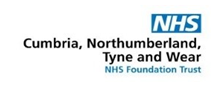 NHS
Cumbria, Northumberland,
Tyne and Wear
NHS Foundation Trust